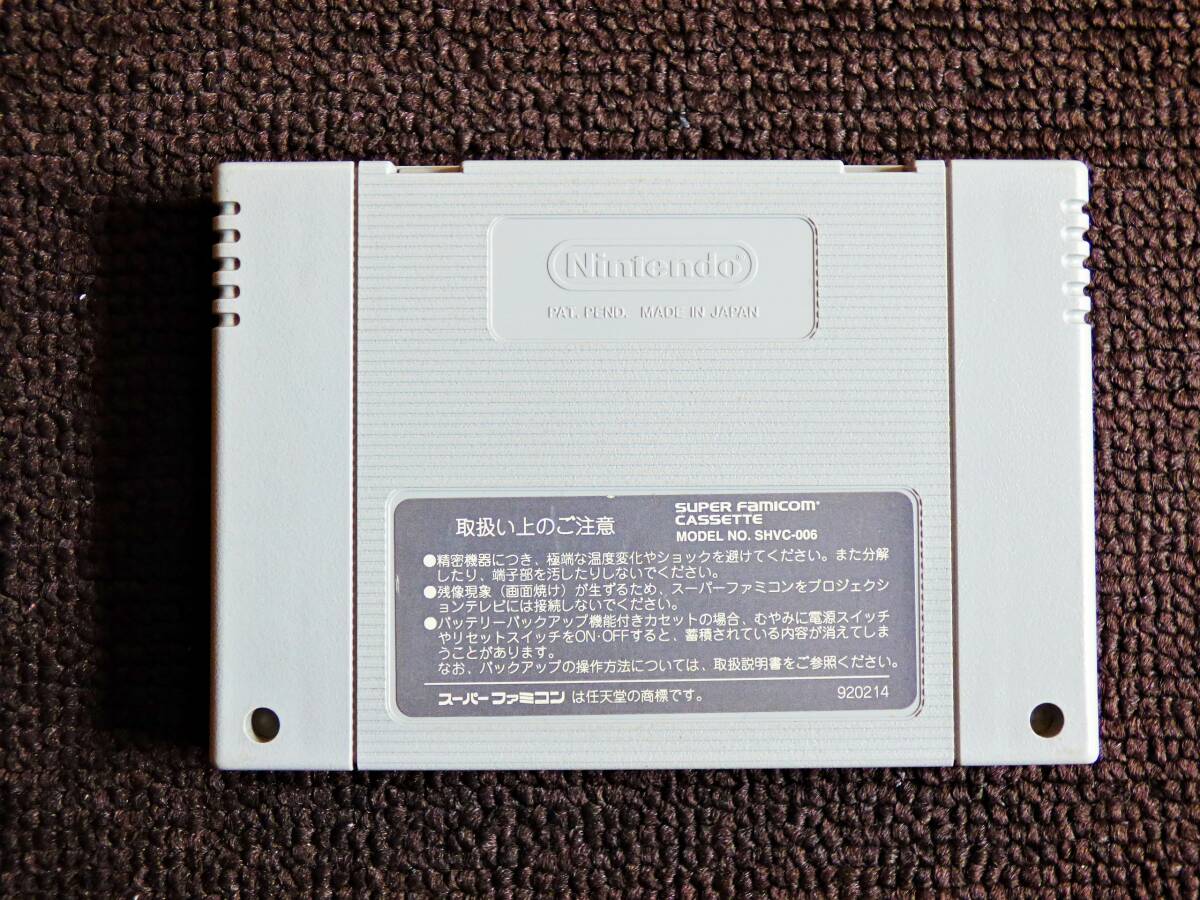 Nintendo®
PAT. PEND. MADE IN JAPAN
取扱い上のご注意
SUPER FAMICOM®
CASSETTE
MODEL NO. SHVC-006
●精密機器につき、極端な温度変化やショックを避けてください。また分解
したり、端子部を汚したりしないでください。
●残像現象（画面焼け）が生ずるため、スーパーファミコンをプロジェクシ
ョンテレビには接続しないでください。
●バッテリーバックアップ機能付きカセットの場合、むやみに電源スイッチ
やリセットスイッチをON·OFFすると、蓄積されている内容が消えてしま
うことがあります。
なお、バックアップの操作方法については、取扱説明書をご参照ください。
スーパーファミコン は任天堂の商標です。
920214